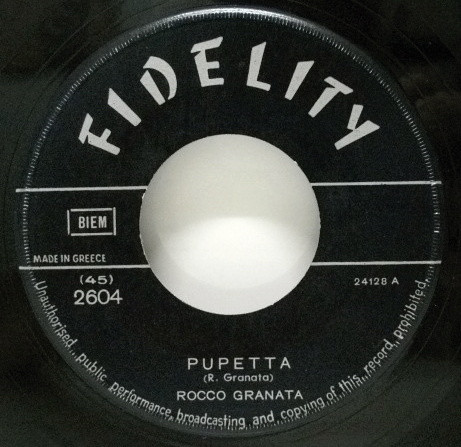 FIDELITY
BIEM
MADE IN GREECE
(45)
2604
24128 A
PUPETTA
(R. Granata)
ROCCO GRANATA
Unauthorised, public performance, broadcasting and copying of this record, prohibited.